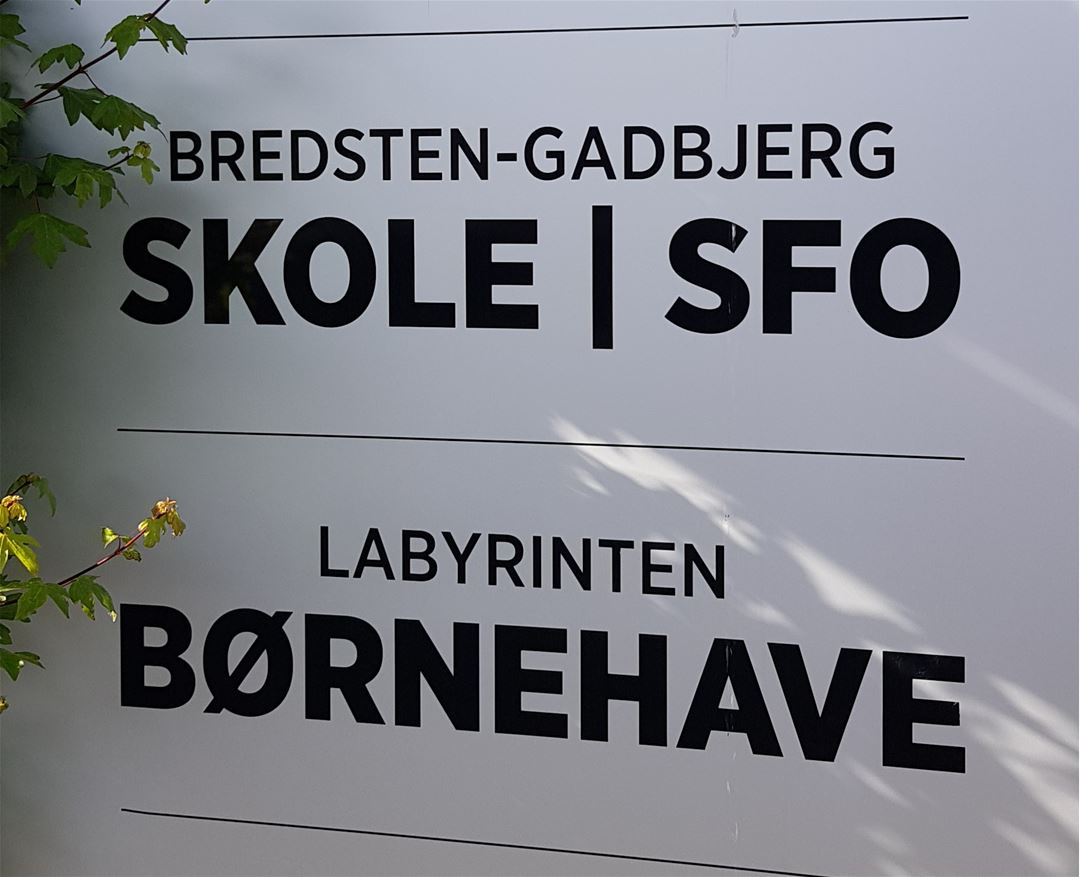 BREDSTEN-GADBJERG
SKOLE | SFO
LABYRINTEN
BØRNEHAVE